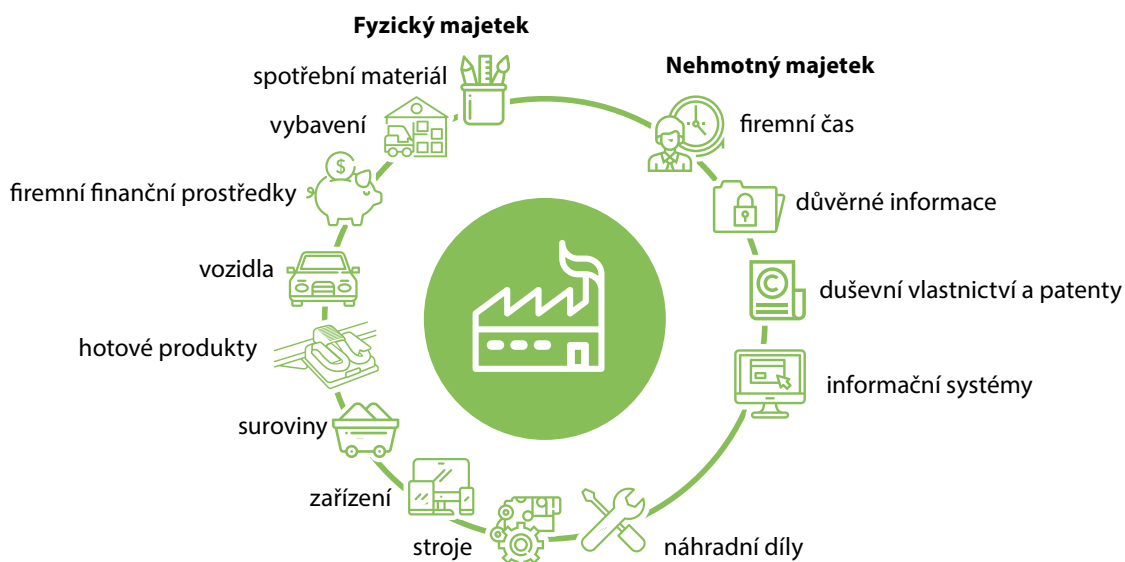 Fyzický majetek
spotřební materiál
vybavení
firemní finanční prostředky
$
vozidla
hotové produkty
suroviny
zařízení
stroje
náhradní díly
Nehmotný majetek
firemní čas
důvěrné informace
C
duševní vlastnictví a patenty
informační systémy